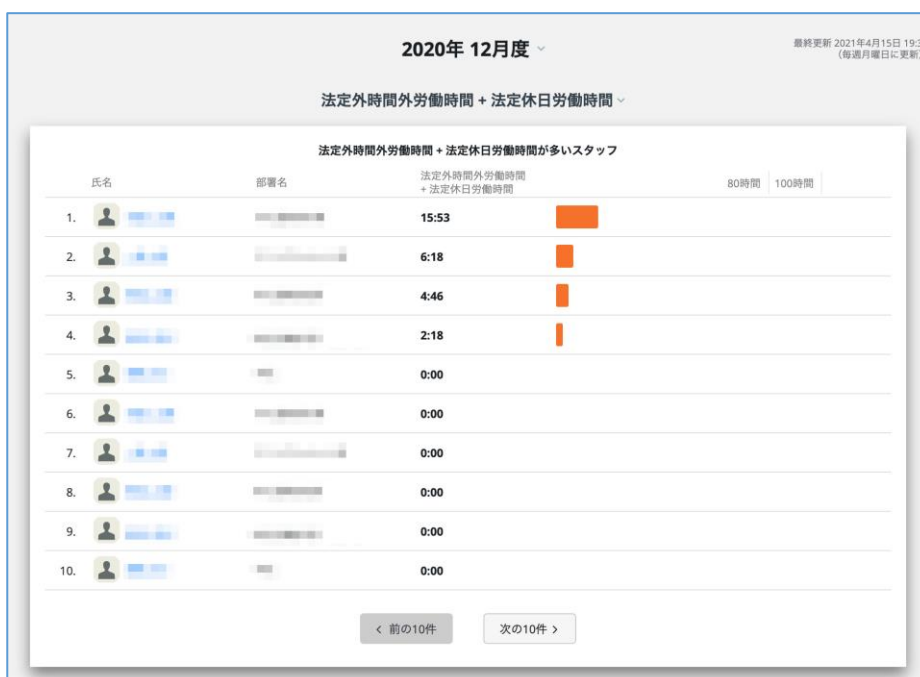 2020年 12月度
最終更新 2021年4月15日 19:3
(毎週月曜日に更新)
法定外時間外労働時間 + 法定休日労働時間
法定外時間外労働時間 + 法定休日労働時間が多いスタッフ
氏名 部署名 法定外時間外労働時間 80時間 100時間
+ 法定休日労働時間
1. 15:53
2. 6:18
3. 4:46
4. 2:18
5. 0:00
6. 0:00
7. 0:00
8. 0:00
9. 0:00
10. 0:00
< 前の10件 次の10件 >